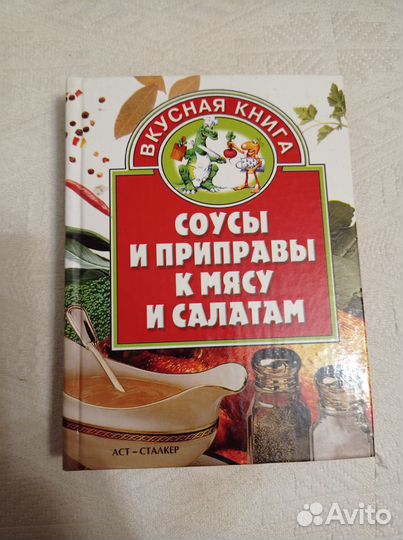 ВКУСНАЯ КНИГА
СОУСЫ
И ПРИПРАВЫ
К МЯСУ
И САЛАТАМ
АСТ – СТАЛКЕР
Avito